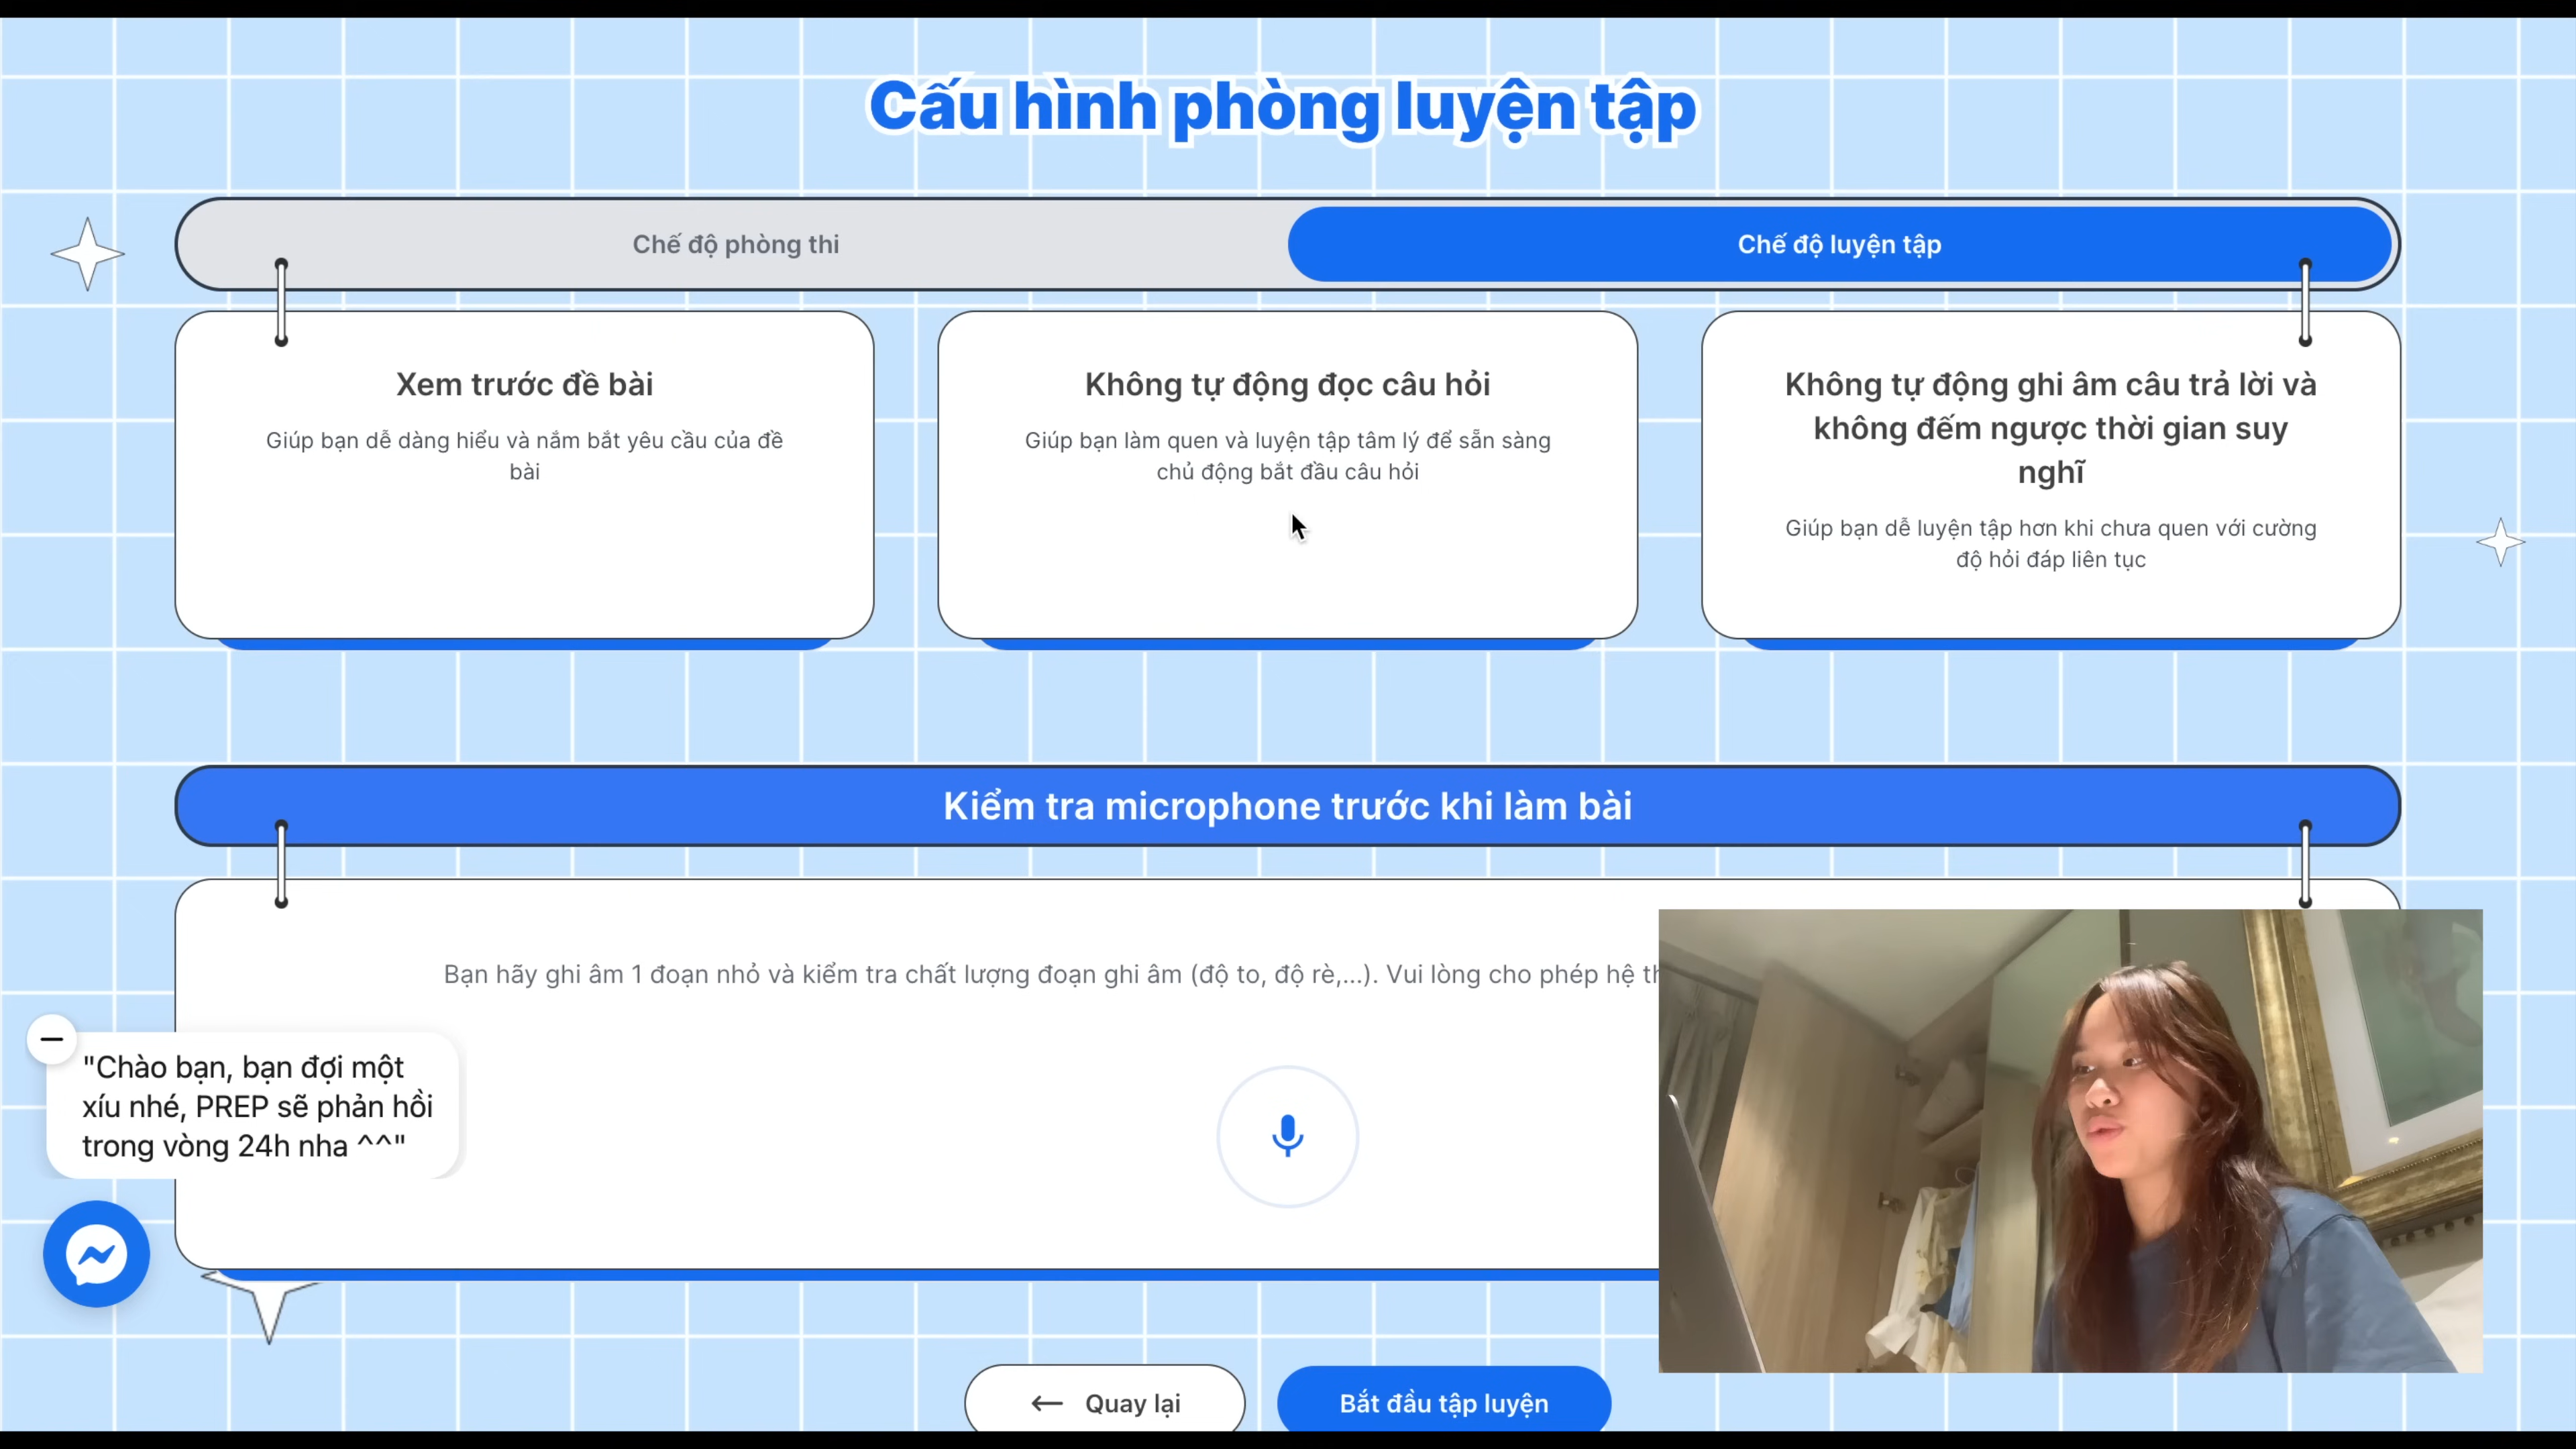 Cấu hình phòng luyện tập
Chế độ phòng thi
Chế độ luyện tập
Xem trước đề bài
Giúp bạn dễ dàng hiểu và nắm bắt yêu cầu của đề
bài
Không tự động đọc câu hỏi
Giúp bạn làm quen và luyện tập tâm lý để sẵn sàng
chủ động bắt đầu câu hỏi
Không tự động ghi âm câu trả lời và
không đếm ngược thời gian suy
nghĩ
Giúp bạn dễ luyện tập hơn khi chưa quen với cường
độ hỏi đáp liên tục
Kiểm tra microphone trước khi làm bài
Bạn hãy ghi âm 1 đoạn nhỏ và kiểm tra chất lượng đoạn ghi âm (độ to, độ rè,...). Vui lòng cho phép hệ
"Chào bạn, bạn đợi một
xíu nhé, PREP sẽ phản hồi
trong vòng 24h nha ^^"
Quay lại
Bắt đầu tập luyện